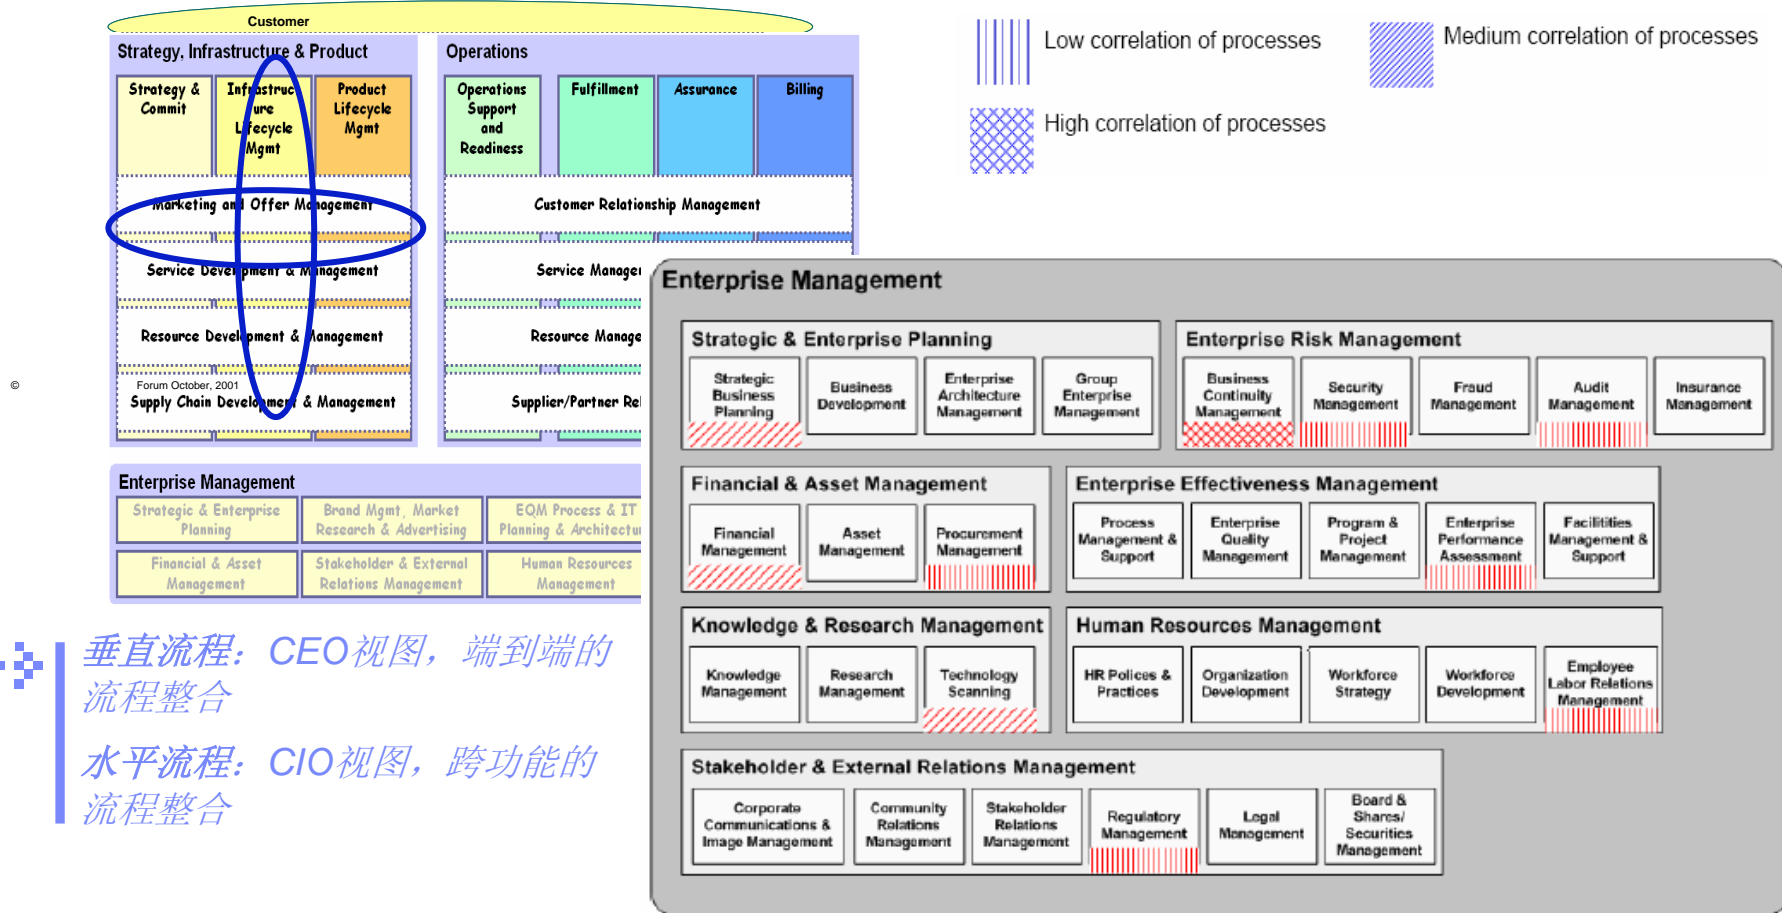 Customer
Strategy, Infrastructure & Product
Operations
Strategy &
Commit
Infrastruc
ure
Lifecycle
Mgmt
Product
Lifecycle
Mgmt
Operations
Support
and
Readiness
Fulfillment
Assurance
Billing
Marketing and Offer Management
Customer Relationship Management
Service Development & Management
Service Manage
Resource Development & Management
Resource Manage
©
Forum October, 2001
Supply Chain Development & Management
Supplier/Partner Re
Enterprise Management
Strategic & Enterprise
Planning
Brand Mgmt, Market
Research & Advertising
EQM Process & IT
Planning & Architectu
Financial & Asset
Management
Stakeholder & External
Relations Management
Human Resources
Management
垂直流程：CEO视图，端到端的
流程整合
水平流程：CIO视图，跨功能的
流程整合
Low correlation of processes
Medium correlation of processes
High correlation of processes
Enterprise Management
Strategic & Enterprise Planning
Strategic
Business
Planning
Business
Development
Enterprise
Architecture
Management
Group
Enterprise
Management
Enterprise Risk Management
Business
Continuity
Management
Security
Management
Fraud
Management
Audit
Management
Insurance
Management
Financial & Asset Management
Financial
Management
Asset
Management
Procurement
Management
Enterprise Effectiveness Management
Process
Management &
Support
Enterprise
Quality
Management
Program &
Project
Management
Enterprise
Performance
Assessment
Facilitities
Management &
Support
Knowledge & Research Management
Knowledge
Management
Research
Management
Technology
Scanning
Human Resources Management
HR Polices &
Practices
Organization
Development
Workforce
Strategy
Workforce
Development
Employee
Labor Relations
Management
Stakeholder & External Relations Management
Corporate
Communications &
Image Management
Community
Relations
Management
Stakeholder
Relations
Management
Regulatory
Management
Legal
Management
Board &
Shares/
Securities
Management